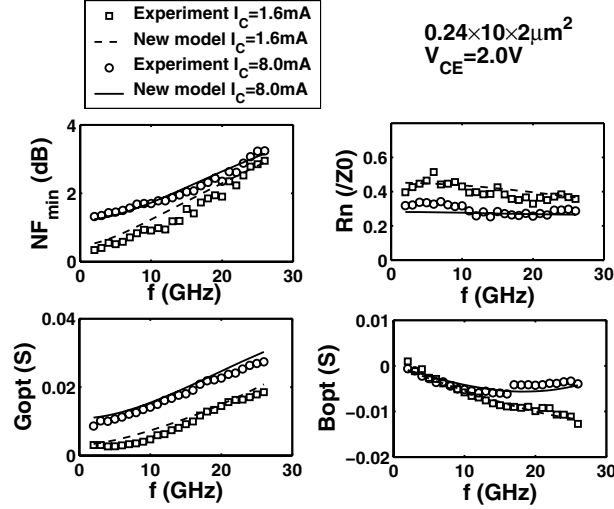 Experiment I_C=1.6mA
New model I_C=1.6mA
Experiment I_C=8.0mA
New model I_C=8.0mA
0.24×10×2μm²
V_CE=2.0V
4
2
0
NF_min (dB)
0
10
20
30
f (GHz)
0.6
0.4
0.2
0
Rn (/Z0)
0
10
20
30
f (GHz)
0.04
0.02
0
Gopt (S)
0
10
20
30
f (GHz)
0.01
0
−0.01
−0.02
Bopt (S)
0
10
20
30
f (GHz)